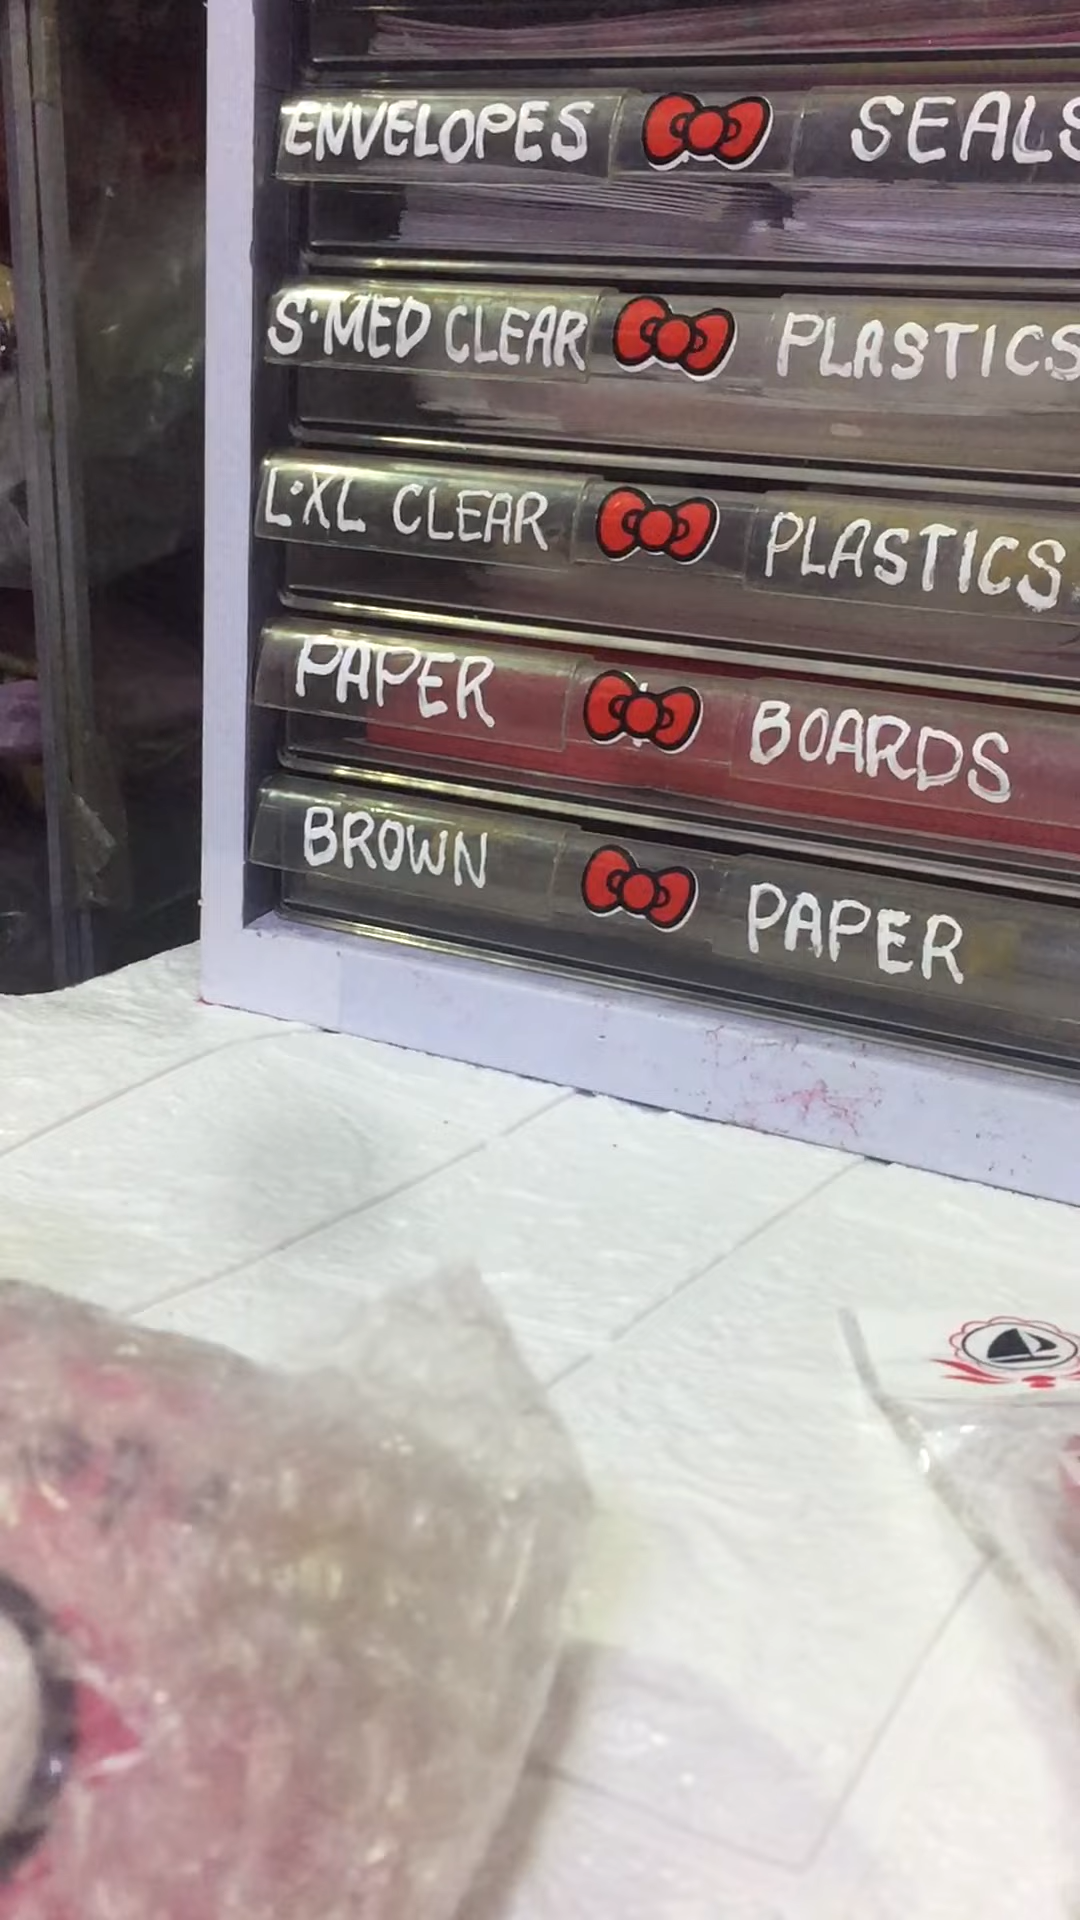 ENVELOPES SEALS
S·MED CLEAR PLASTICS
L·XL CLEAR PLASTICS
PAPER BOARDS
BROWN PAPER